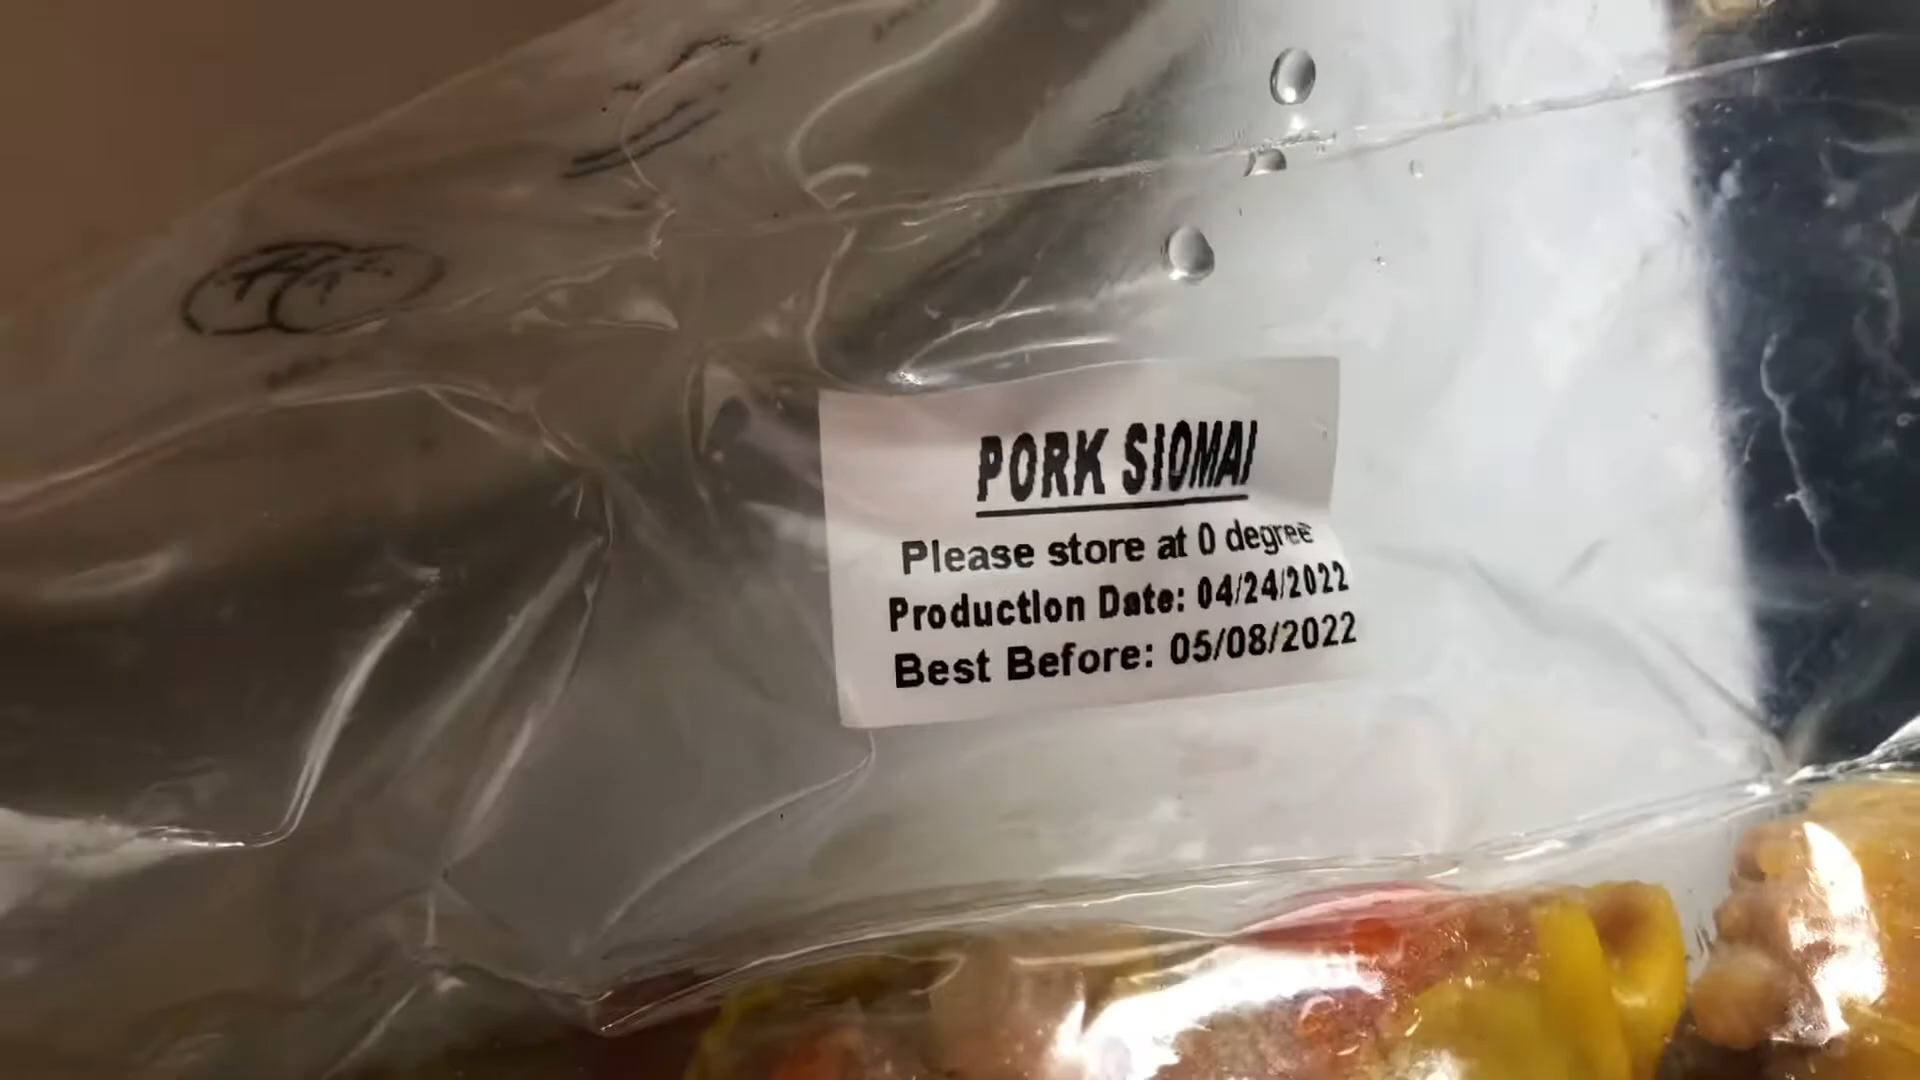 PORK SIOMAI
Please store at 0 degree
Production Date: 04/24/2022
Best Before: 05/08/2022